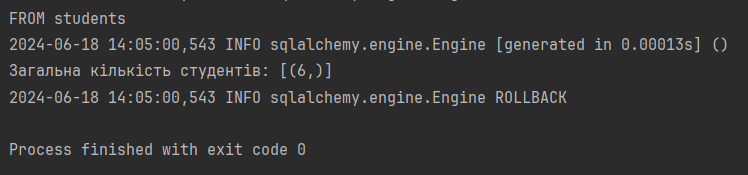 FROM students
2024-06-18 14:05:00,543 INFO sqlalchemy.engine.Engine [generated in 0.00013s] ()
Загальна кількість студентів: [(6,)]
2024-06-18 14:05:00,543 INFO sqlalchemy.engine.Engine ROLLBACK
Process finished with exit code 0